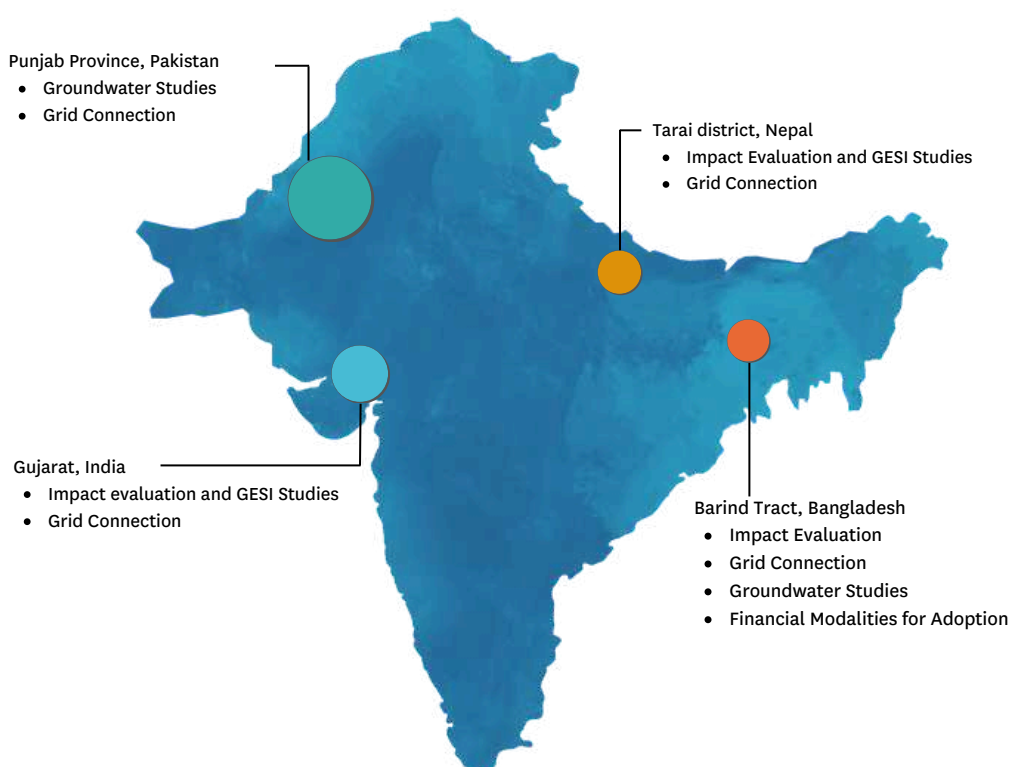 Punjab Province, Pakistan
• Groundwater Studies
• Grid Connection
Tarai district, Nepal
• Impact Evaluation and GESI Studies
• Grid Connection
Gujarat, India
• Impact evaluation and GESI Studies
• Grid Connection
Barind Tract, Bangladesh
• Impact Evaluation
• Grid Connection
• Groundwater Studies
• Financial Modalities for Adoption